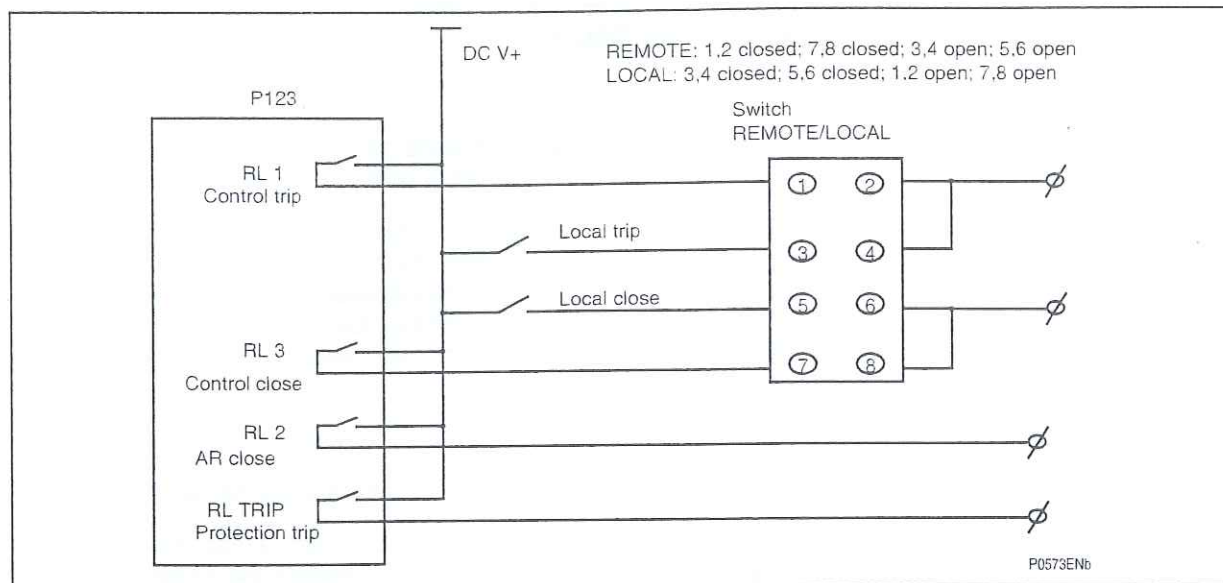 DC V+
REMOTE: 1,2 closed; 7,8 closed; 3,4 open; 5,6 open
LOCAL: 3,4 closed; 5,6 closed; 1,2 open; 7,8 open
P123
Switch
REMOTE/LOCAL
RL 1
Control trip
1 2
Local trip
3 4
Local close
5 6
RL 3
Control close
7 8
RL 2
AR close
RL TRIP
Protection trip
P0573ENb